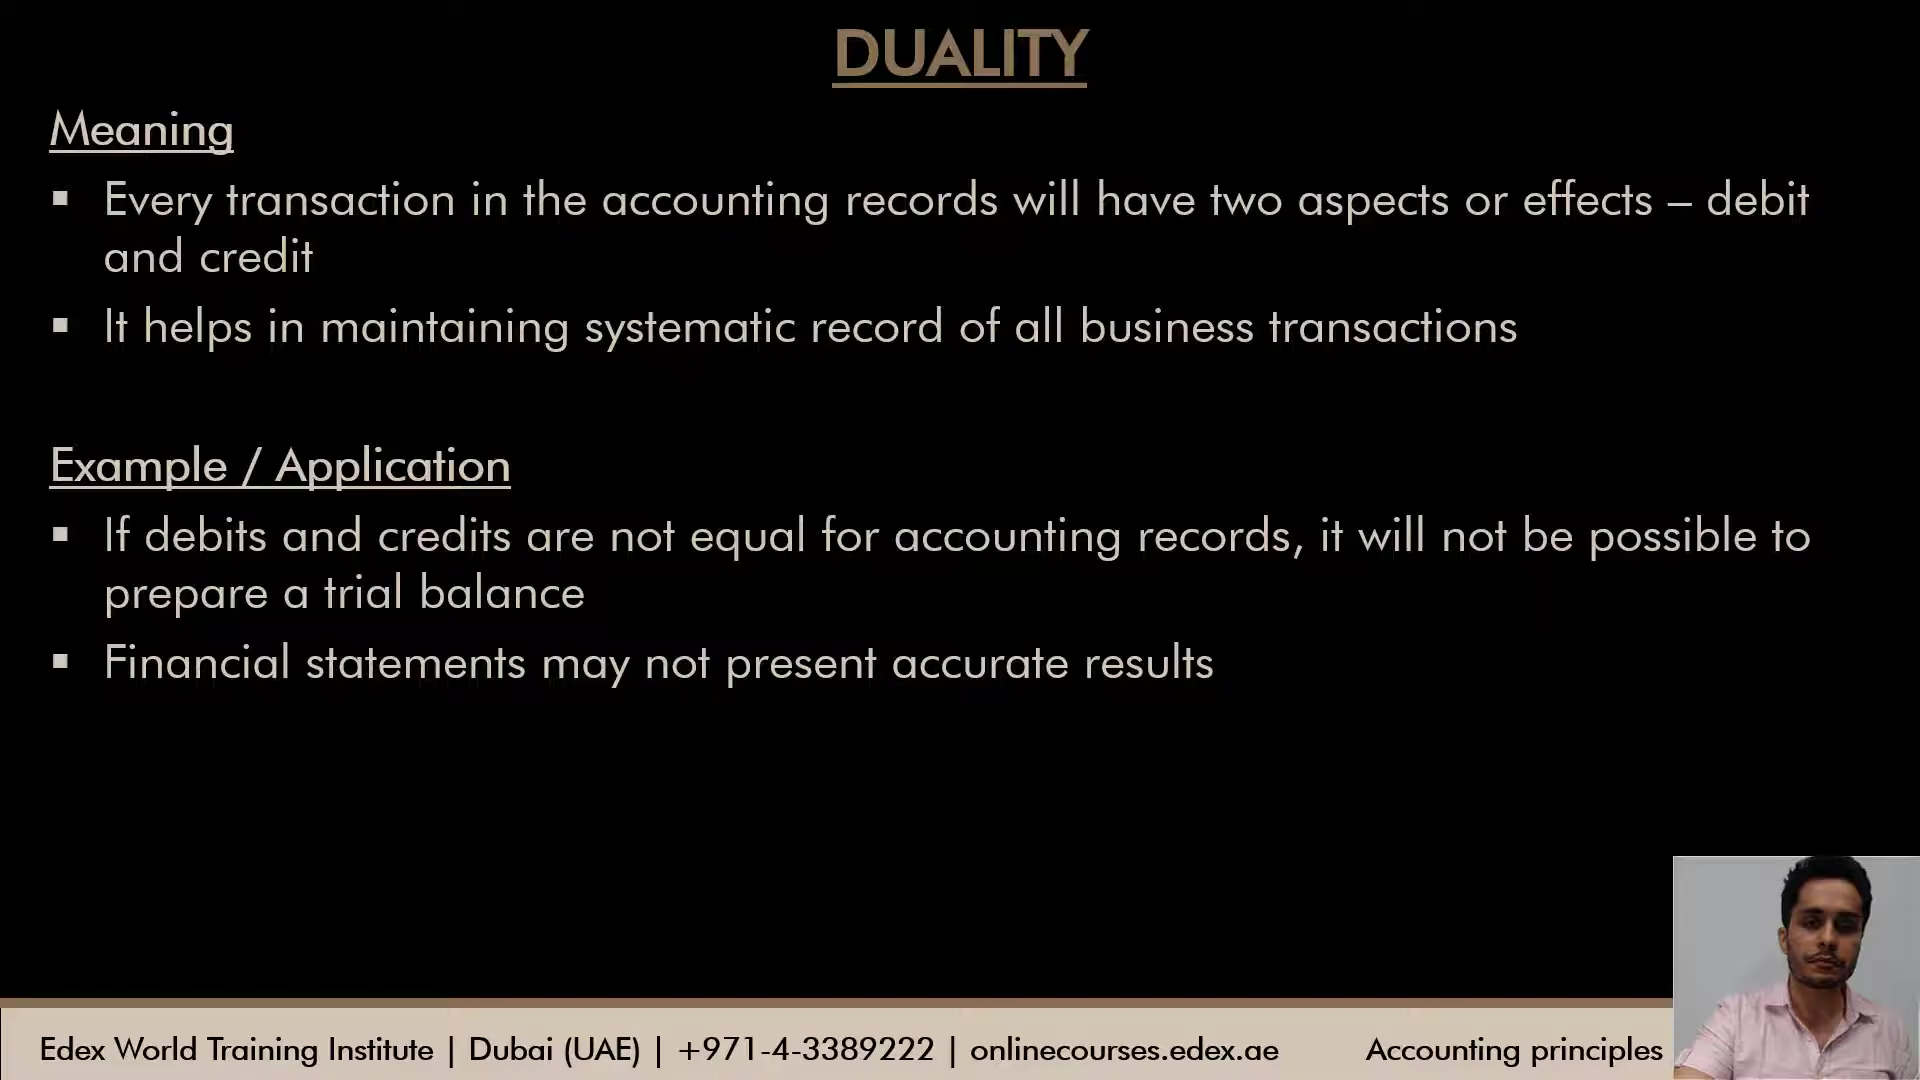 DUALITY
Meaning
▪ Every transaction in the accounting records will have two aspects or effects – debit
and credit
▪ It helps in maintaining systematic record of all business transactions
Example / Application
▪ If debits and credits are not equal for accounting records, it will not be possible to
prepare a trial balance
▪ Financial statements may not present accurate results
Edex World Training Institute | Dubai (UAE) | +971-4-3389222 | onlinecourses.edex.ae Accounting principles